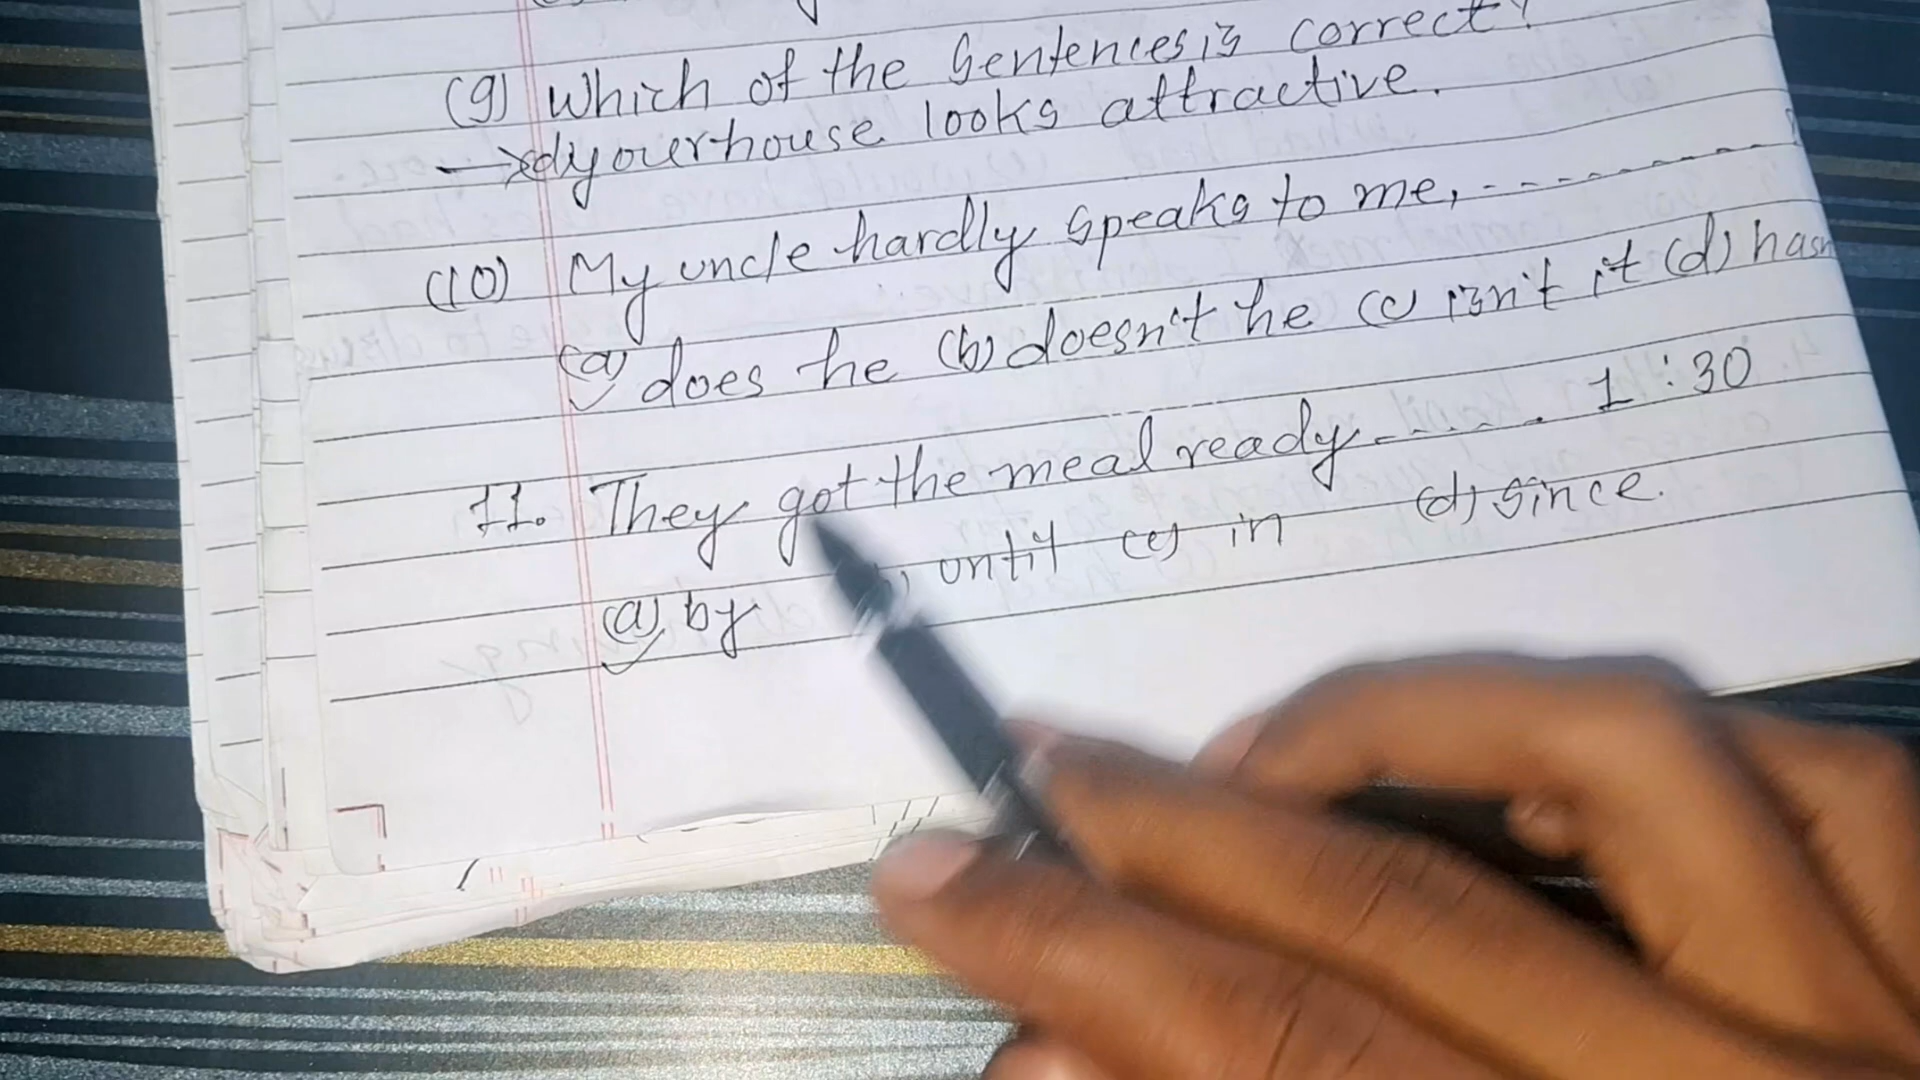 (9) Which of the Sentences is correct?
→ d) your house looks attractive.
(10) My uncle hardly speaks to me, ----------?
(a) does he (b) doesn't he (c) isn't it (d) hasn
11. They got the meal ready ------. 1:30
(a) by ) until (c) in (d) Since.